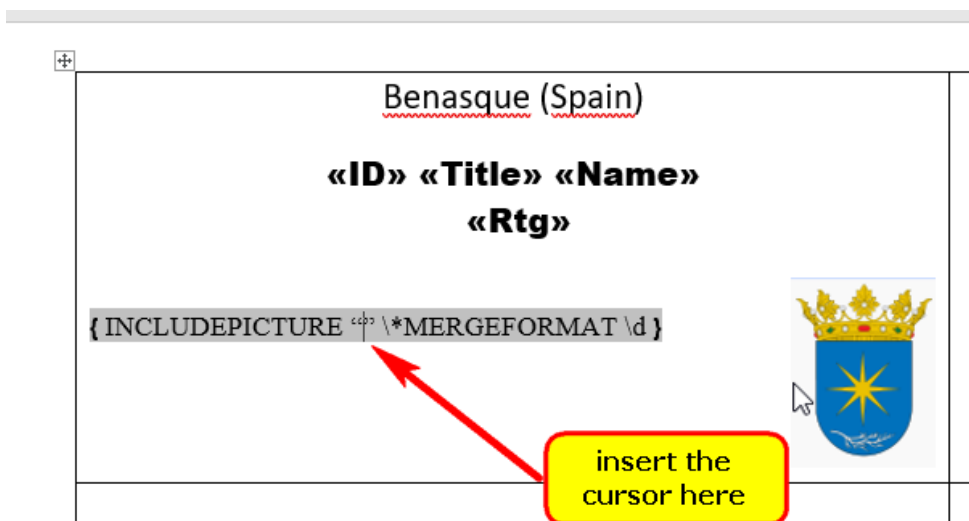 Benasque (Spain)
«ID» «Title» «Name»
«Rtg»
{ INCLUDEPICTURE “” \*MERGEFORMAT \d }
insert the
cursor here